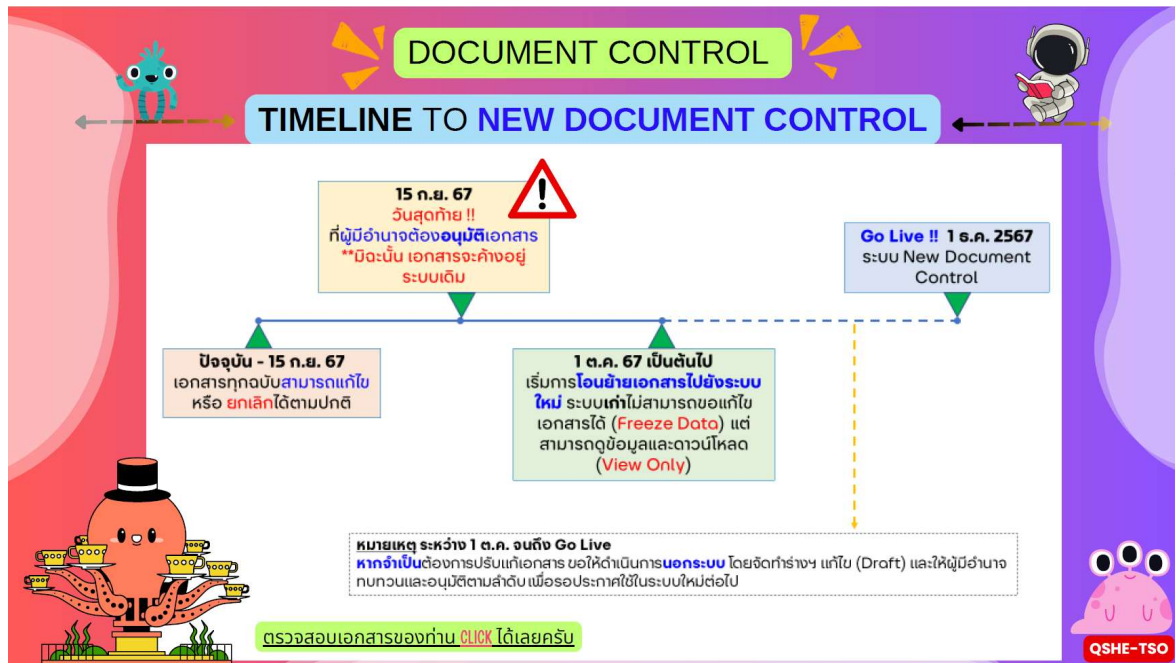 DOCUMENT CONTROL
TIMELINE TO NEW DOCUMENT CONTROL
15 ก.ย. 67
วันสุดท้าย !!
ที่ผู้มีอำนาจต้องอนุมัติเอกสาร
**มิฉะนั้น เอกสารจะค้างอยู่
ระบบเดิม
!
Go Live !! 1 ธ.ค. 2567
ระบบ New Document
Control
ปัจจุบัน - 15 ก.ย. 67
เอกสารทุกฉบับสามารถแก้ไข
หรือ ยกเลิกได้ตามปกติ
1 ต.ค. 67 เป็นต้นไป
เริ่มการโอนย้ายเอกสารไปยังระบบ
ใหม่ ระบบเก่าไม่สามารถขอแก้ไข
เอกสารได้ (Freeze Data) แต่
สามารถดูข้อมูลและดาวน์โหลด
(View Only)
หมายเหตุ ระหว่าง 1 ต.ค. จนถึง Go Live
หากจำเป็นต้องการปรับแก้เอกสาร ขอให้ดำเนินการนอกระบบ โดยจัดทำร่างฯ แก้ไข (Draft) และให้ผู้มีอำนาจ
ทบทวนและอนุมัติตามลำดับ เพื่อรอประกาศใช้ในระบบใหม่ต่อไป
ตรวจสอบเอกสารของท่าน CLICK ได้เลยครับ
QSHE-TSO